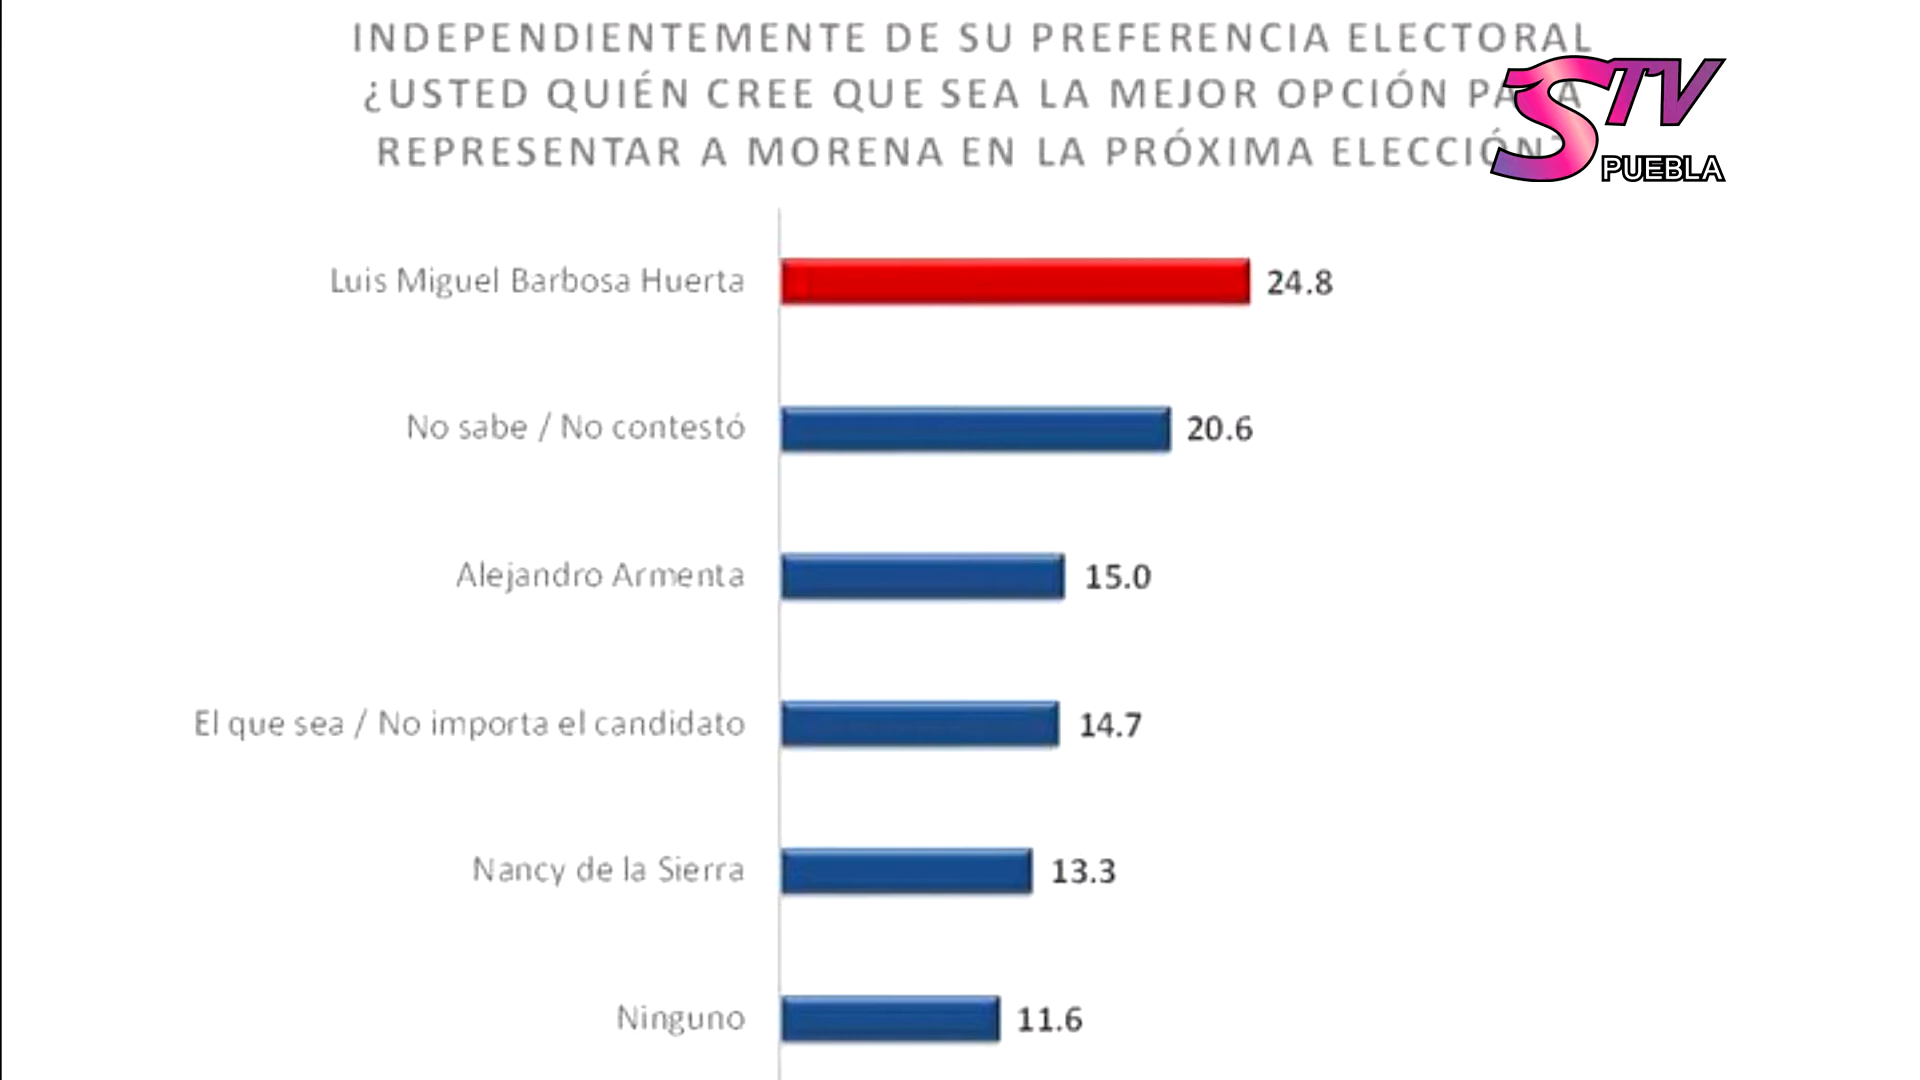 INDEPENDIENTEMENTE DE SU PREFERENCIA ELECTORAL
¿USTED QUIÉN CREE QUE SEA LA MEJOR OPCIÓN PARA
REPRESENTAR A MORENA EN LA PRÓXIMA ELECCIÓN?
STV
PUEBLA
Luis Miguel Barbosa Huerta 24.8
No sabe / No contestó 20.6
Alejandro Armenta 15.0
El que sea / No importa el candidato 14.7
Nancy de la Sierra 13.3
Ninguno 11.6